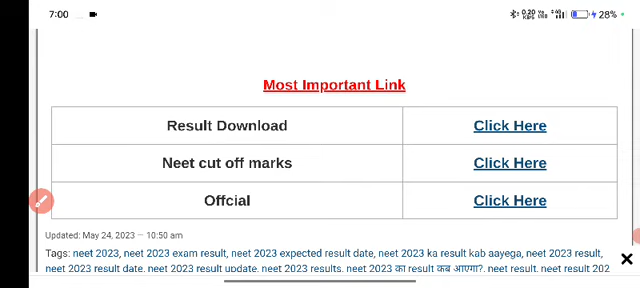 7:00
28%
Most Important Link
Result Download Click Here
Neet cut off marks Click Here
Offcial Click Here
Updated: May 24, 2023 — 10:50 am
Tags: neet 2023, neet 2023 exam result, neet 2023 expected result date, neet 2023 ka result kab aayega, neet 2023 result,
neet 2023 result date, neet 2023 result update, neet 2023 results, neet 2023 का result कब आएगा?, neet result, neet result 202